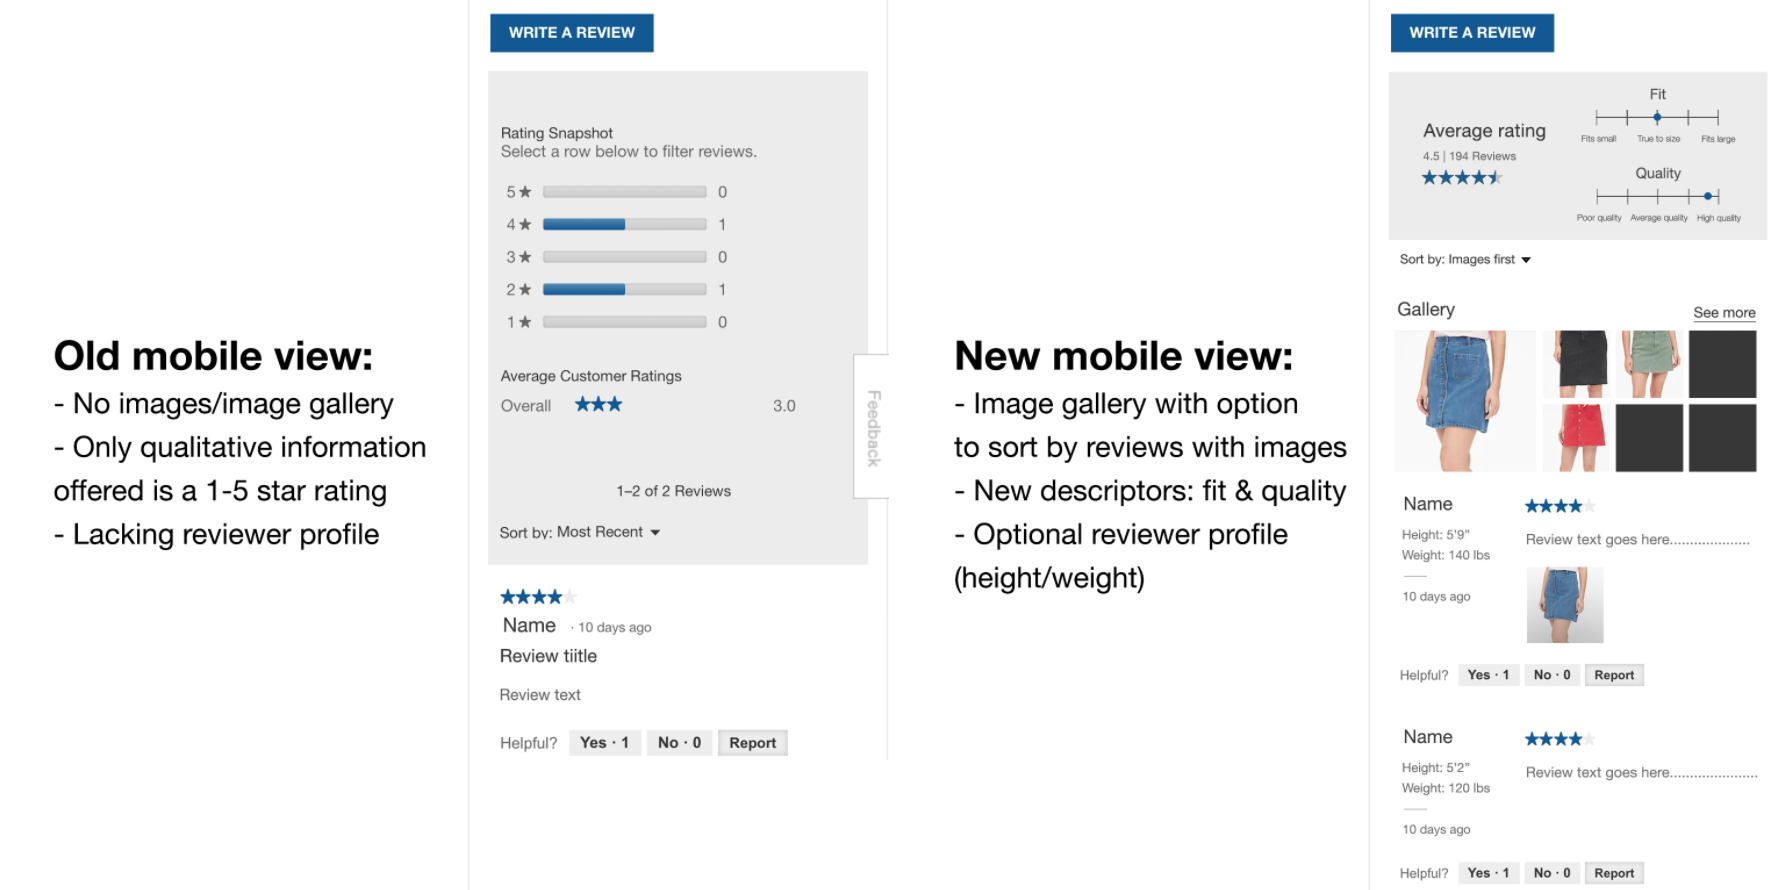 Old mobile view:
- No images/image gallery
- Only qualitative information
offered is a 1-5 star rating
- Lacking reviewer profile
WRITE A REVIEW
Rating Snapshot
Select a row below to filter reviews.
5★ 0
4★ 1
3★ 0
2★ 1
1★ 0
Average Customer Ratings
Overall ★★★ 3.0
Feedback
1–2 of 2 Reviews
Sort by: Most Recent
Name · 10 days ago
Review tiitle
Review text
Helpful? Yes · 1 No · 0 Report
New mobile view:
- Image gallery with option
to sort by reviews with images
- New descriptors: fit & quality
- Optional reviewer profile
(height/weight)
WRITE A REVIEW
Average rating
4.5 | 194 Reviews
Fit
Fits small True to size Fits large
Quality
Poor quality Average quality High quality
Sort by: Images first
Gallery See more
Name
Height: 5'9"
Weight: 140 lbs
10 days ago
Review text goes here....................
Helpful? Yes · 1 No · 0 Report
Name
Height: 5'2"
Weight: 120 lbs
10 days ago
Review text goes here......................
Helpful? Yes · 1 No · 0 Report